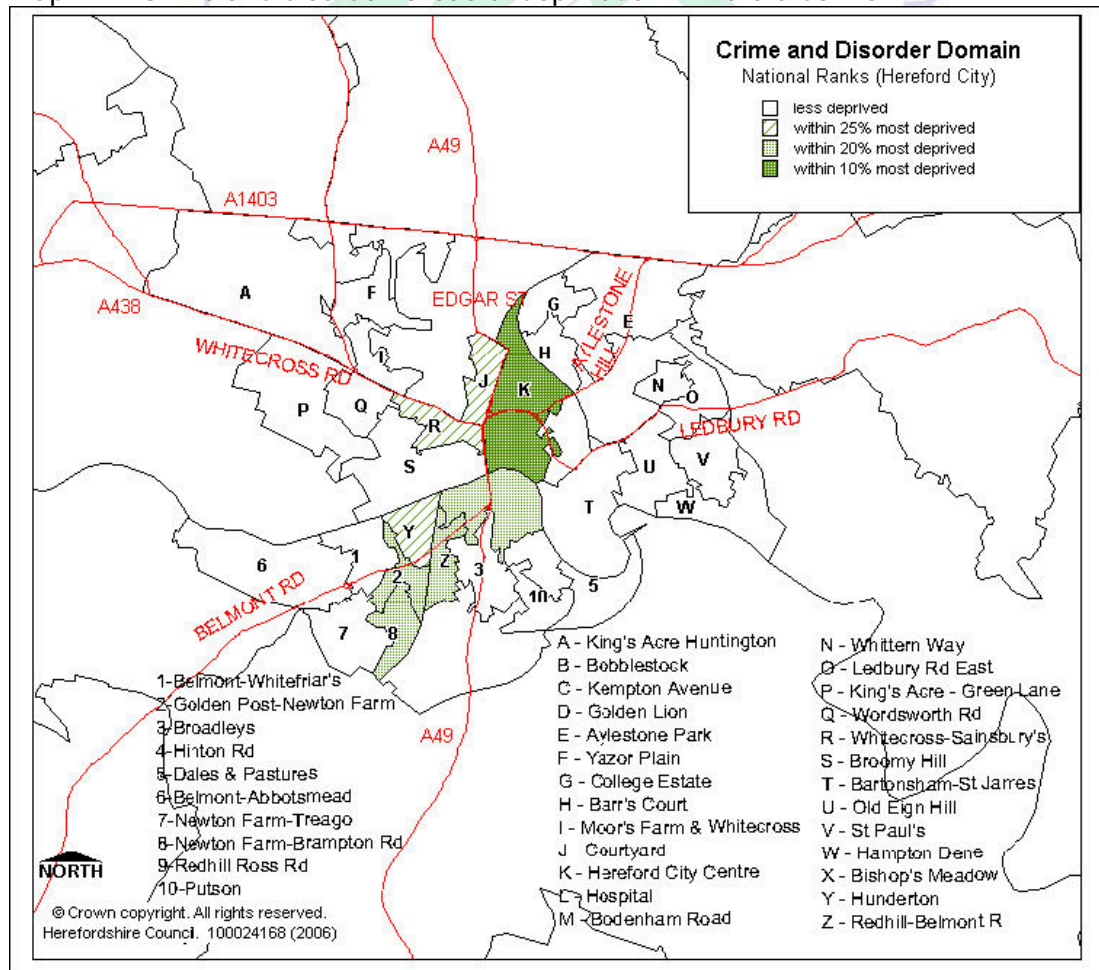 Crime and Disorder Domain
National Ranks (Hereford City)
less deprived
within 25% most deprived
within 20% most deprived
within 10% most deprived
A49
A1403
A438
EDGAR ST
AYLESTONE
HILL
WHITECROSS RD
LEDBURY RD
BELMONT RD
A49
A
F
G
E
H
I
J
K
N
O
P
Q
R
S
T
U
V
W
Y
Z
1
2
3
5
6
7
8
10
1-Belmont-Whitefriar's
2-Golden Post-Newton Farm
3-Broadleys
4-Hinton Rd
5-Dales & Pastures
6-Belmont-Abbotsmead
7-Newton Farm-Treago
8-Newton Farm-Brampton Rd
9-Redhill Ross Rd
10-Putson
A - King's Acre Huntington
B - Bobblestock
C - Kempton Avenue
D - Golden Lion
E - Aylestone Park
F - Yazor Plain
G - College Estate
H - Barr's Court
I - Moor's Farm & Whitecross
J - Courtyard
K - Hereford City Centre
L - Hospital
M - Bodenham Road
N - Whittern Way
O - Ledbury Rd East
P - King's Acre - Green Lane
Q - Wordsworth Rd
R - Whitecross-Sainsbury's
S - Broomy Hill
T - Bartonsham-St James
U - Old Eign Hill
V - St Paul's
W - Hampton Dene
X - Bishop's Meadow
Y - Hunderton
Z - Redhill-Belmont R
NORTH
© Crown copyright. All rights reserved.
Herefordshire Council. 100024168 (2006)